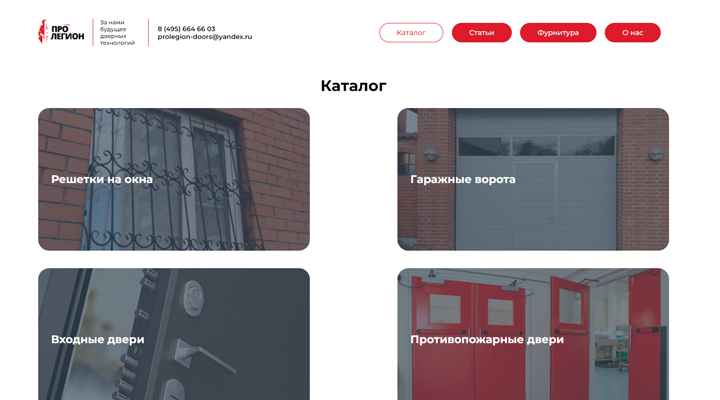 ПРО
ЛЕГИОН
За нами
будущее
дверных
технологий
8 (495) 664 66 03
prolegion-doors@yandex.ru
Каталог
Статьи
Фурнитура
О нас
Каталог
Решетки на окна
Гаражные ворота
Входные двери
Противопожарные двери